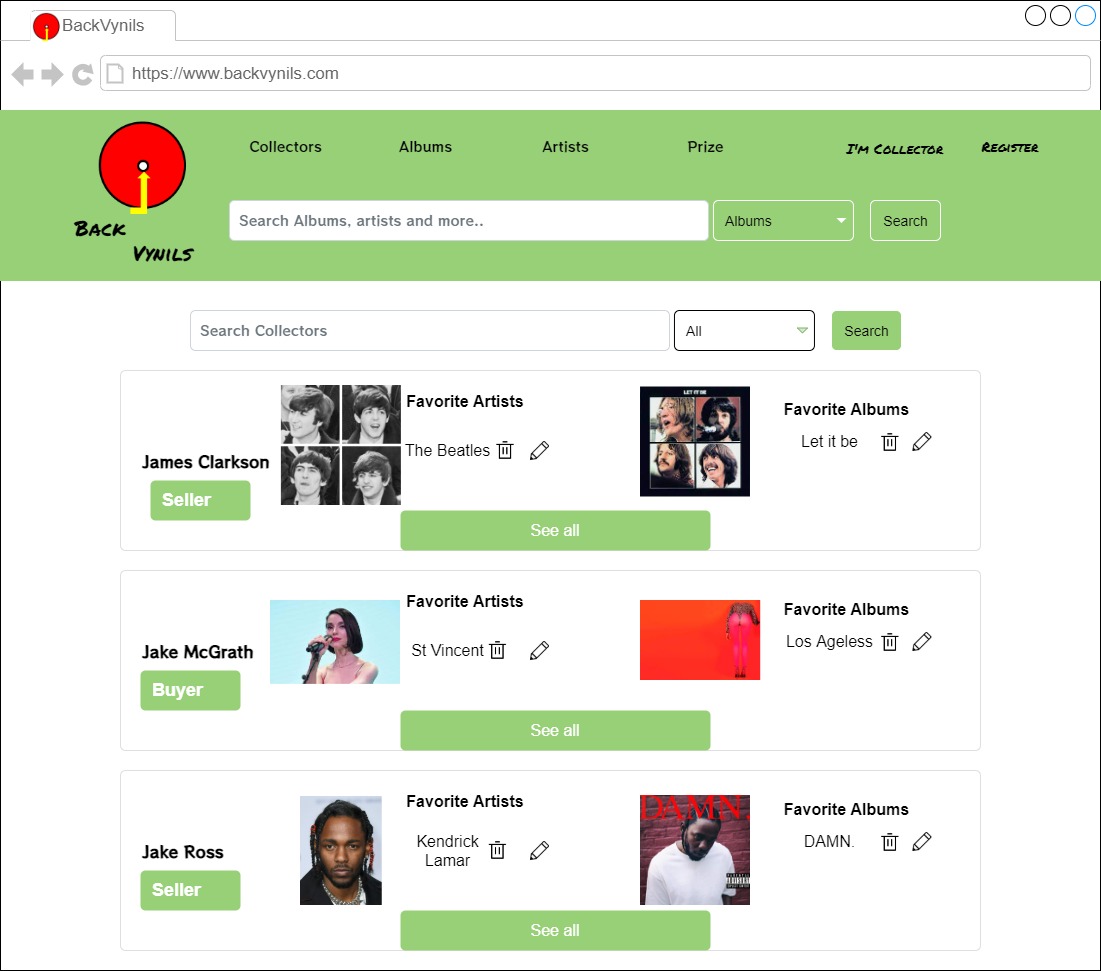 BackVynils
https://www.backvynils.com
Collectors
Albums
Artists
Prize
I'm Collector
Register
Back
Vynils
Search Albums, artists and more..
Albums
Search
Search Collectors
All
Search
James Clarkson
Seller
Favorite Artists
The Beatles
LET IT BE
Favorite Albums
Let it be
See all
Jake McGrath
Buyer
Favorite Artists
St Vincent
Favorite Albums
Los Ageless
See all
Jake Ross
Seller
Favorite Artists
Kendrick
Lamar
DAMN.
Favorite Albums
DAMN.
See all